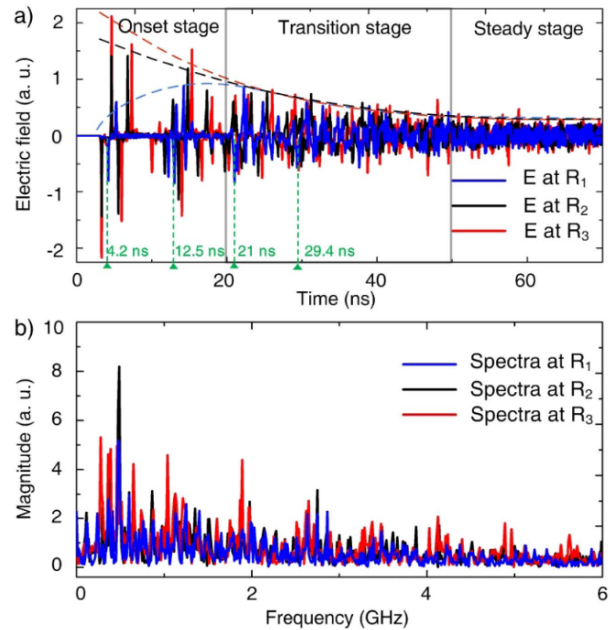 a)
Onset stage
Transition stage
Steady stage
Electric field (a. u.)
2
1
0
-1
-2
E at R1
E at R2
E at R3
4.2 ns
12.5 ns
21 ns
29.4 ns
0
20
40
60
Time (ns)
b)
Magnitude (a. u.)
10
8
6
4
2
0
Spectra at R1
Spectra at R2
Spectra at R3
0
2
4
6
Frequency (GHz)